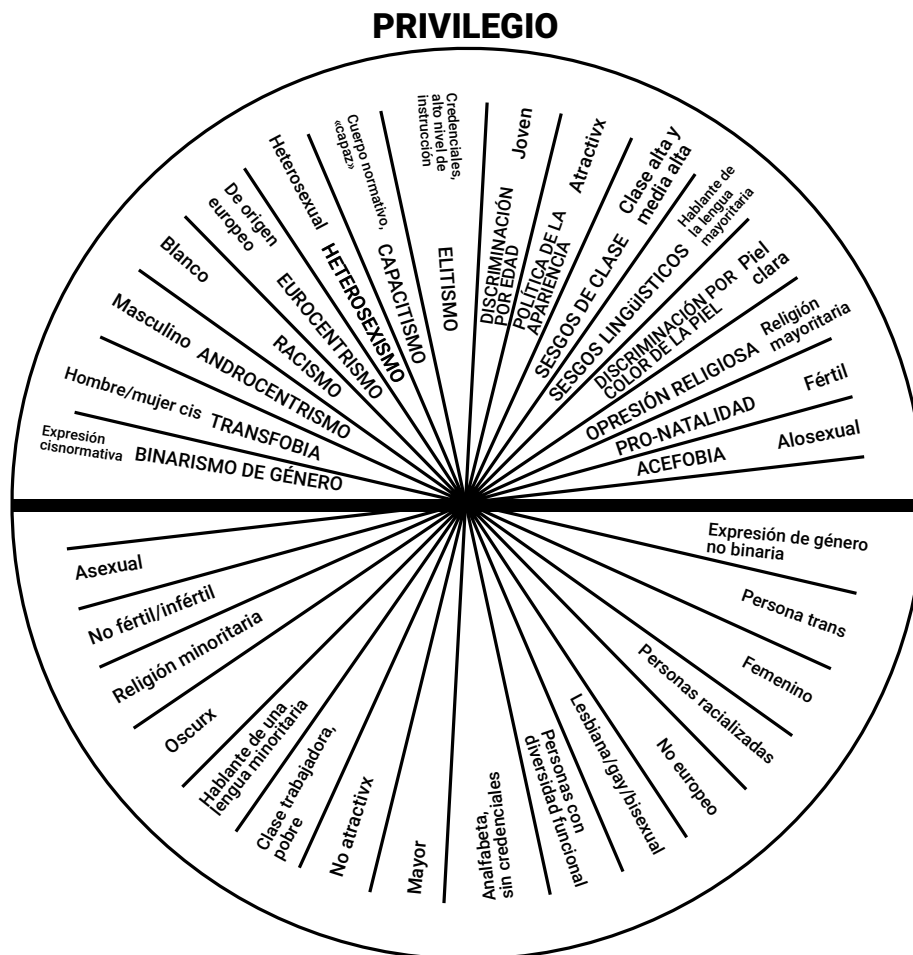 PRIVILEGIO
Expresión
cisnormativa
BINARISMO DE GÉNERO
Hombre/mujer cis
TRANSFOBIA
Masculino
ANDROCENTRISMO
Blanco
RACISMO
De origen
europeo
EUROCENTRISMO
Heterosexual
HETEROSEXISMO
Cuerpo normativo,
«capaz»
CAPACITISMO
Credenciales,
alto nivel de
instrucción
ELITISMO
Joven
DISCRIMINACIÓN
POR EDAD
Atractivx
POLÍTICA DE LA
APARIENCIA
Clase alta y
media alta
SESGOS DE CLASE
Hablante de
la lengua
mayoritaria
SESGOS LINGÜíSTICOS
Piel
clara
DISCRIMINACIÓN POR
COLOR DE LA PIEL
Religión
mayoritaria
OPRESIÓN RELIGIOSA
Fértil
PRO-NATALIDAD
Alosexual
ACEFOBIA
Expresión de género
no binaria
Persona trans
Femenino
Personas racializadas
No europeo
Lesbiana/gay/bisexual
Personas con
diversidad funcional
Analfabeta,
sin credenciales
Mayor
No atractivx
Clase trabajadora,
pobre
Hablante de una
lengua minoritaria
Oscurx
Religión minoritaria
No fértil/infértil
Asexual